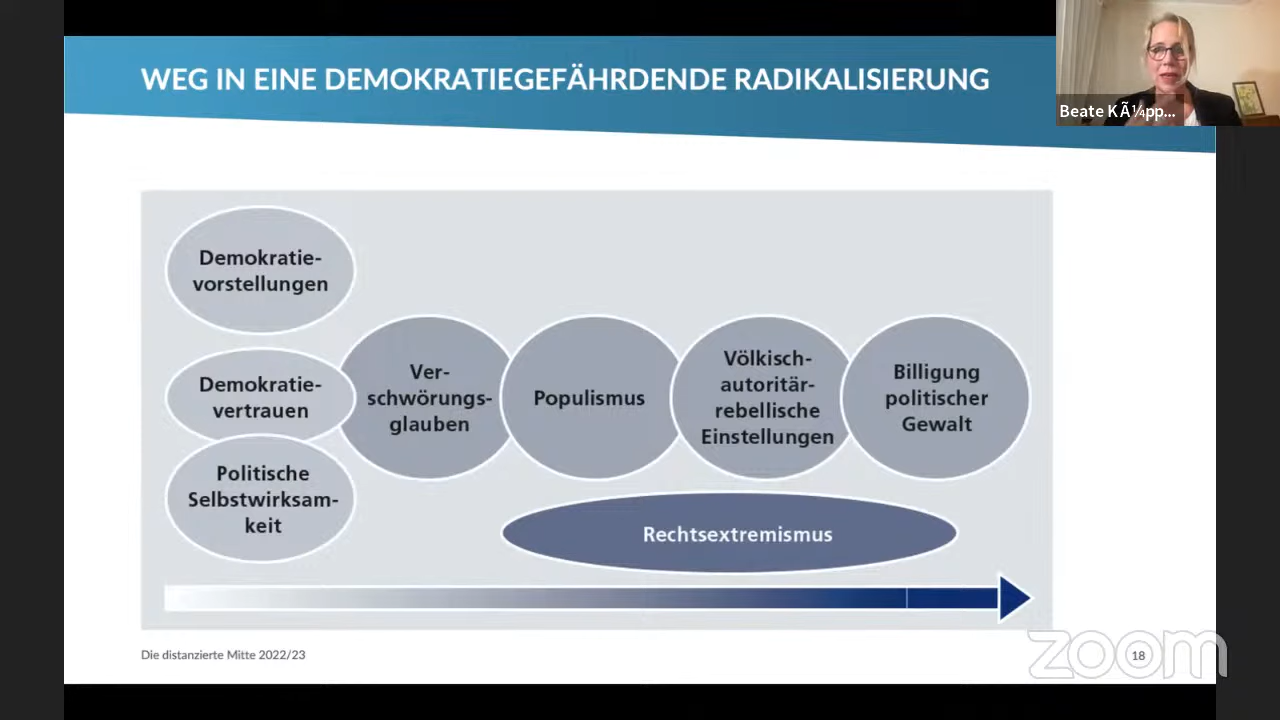 WEG IN EINE DEMOKRATIEGEFÄHRDENDE RADIKALISIERUNG
Beate KÃ¼pp...
Demokratie-
vorstellungen
Demokratie-
vertrauen
Politische
Selbstwirksam-
keit
Ver-
schwörungs-
glauben
Populismus
Völkisch-
autoritär-
rebellische
Einstellungen
Billigung
politischer
Gewalt
Rechtsextremismus
Die distanzierte Mitte 2022/23
18
zoom